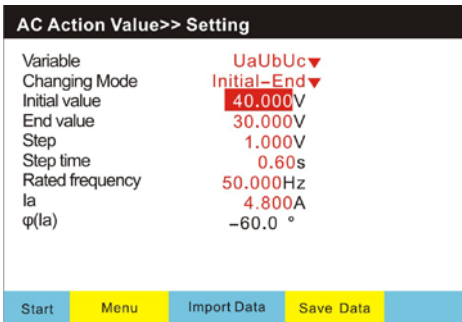 AC Action Value>> Setting
Variable UaUbUc▼
Changing Mode Initial–End▼
Initial value 40.000V
End value 30.000V
Step 1.000V
Step time 0.60s
Rated frequency 50.000Hz
Ia 4.800A
φ(Ia) –60.0 °
Start Menu Import Data Save Data